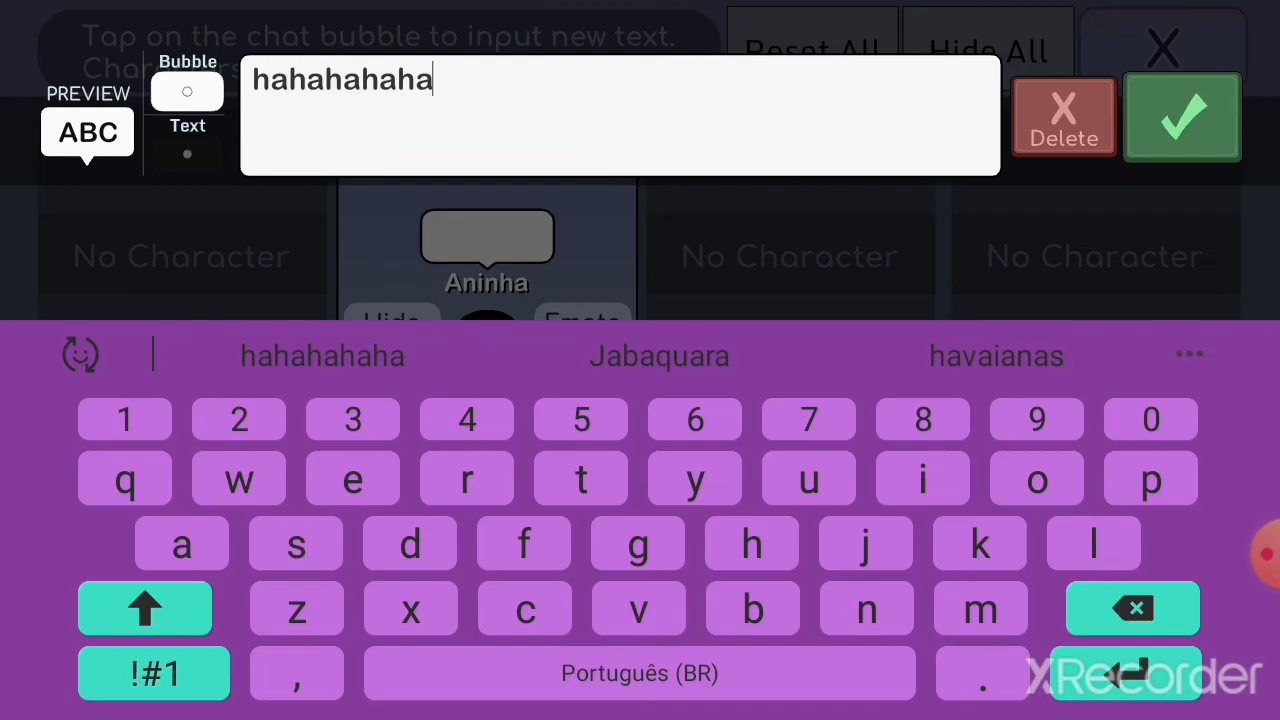 Tap on the chat bubble to input new text.
Reset All
Hide All
X
Bubble
PREVIEW
ABC
Text
hahahahaha
X
Delete
No Character
No Character
No Character
Aninha
Hide
Emote
hahahahaha
Jabaquara
havaianas
1 2 3 4 5 6 7 8 9 0
q w e r t y u i o p
a s d f g h j k l
z x c v b n m
!#1 , Português (BR) .
XRecorder